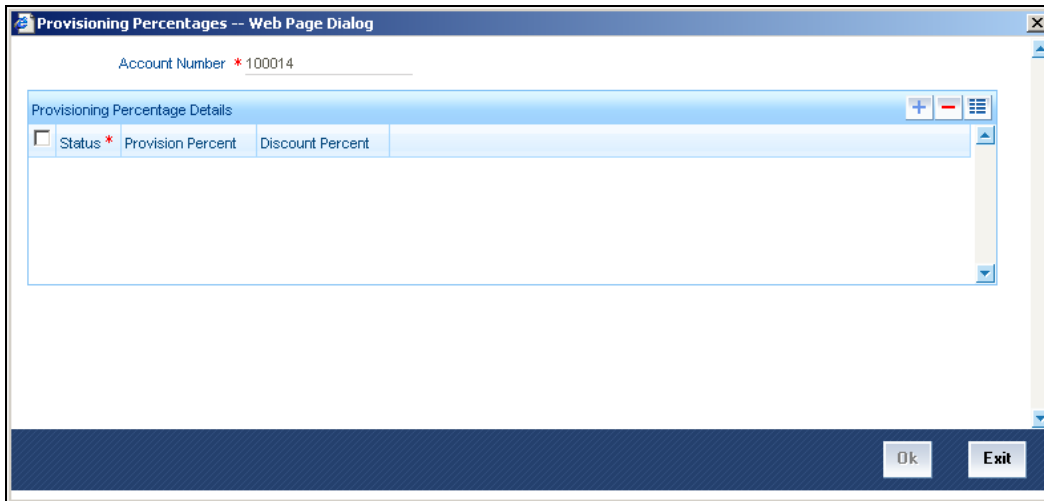 Provisioning Percentages -- Web Page Dialog
Account Number * 100014
Provisioning Percentage Details
Status * Provision Percent Discount Percent
Ok Exit